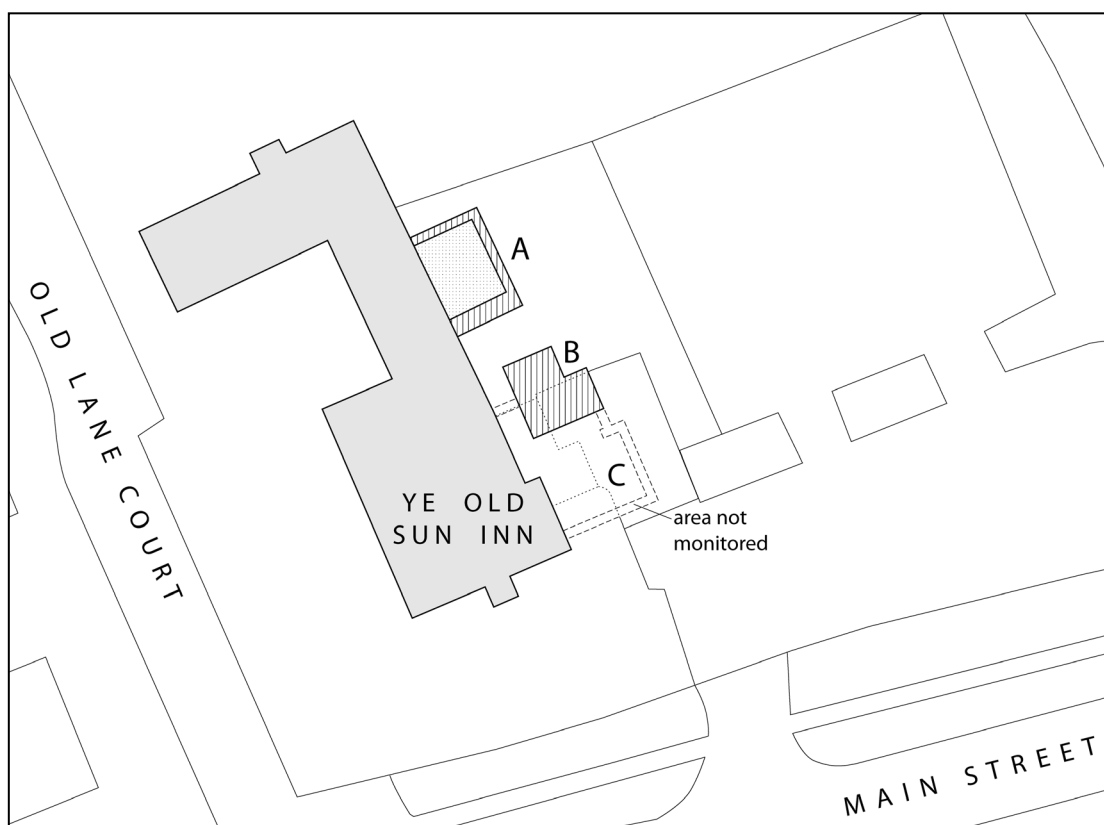 A
B
OLD LANE COURT
C
YE OLD
SUN INN
area not
monitored
MAIN STREET